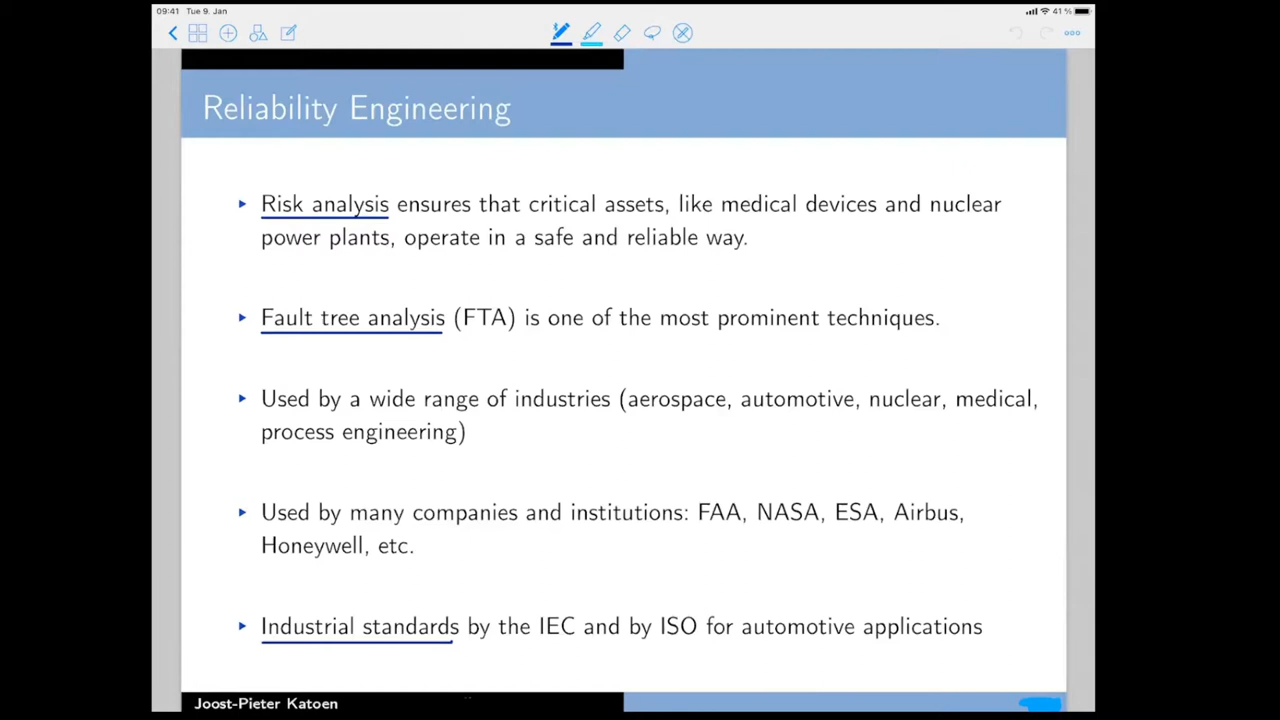 09:41 Tue 9. Jan 41 %
Reliability Engineering
Risk analysis ensures that critical assets, like medical devices and nuclear
power plants, operate in a safe and reliable way.
Fault tree analysis (FTA) is one of the most prominent techniques.
Used by a wide range of industries (aerospace, automotive, nuclear, medical,
process engineering)
Used by many companies and institutions: FAA, NASA, ESA, Airbus,
Honeywell, etc.
Industrial standards by the IEC and by ISO for automotive applications
Joost-Pieter Katoen